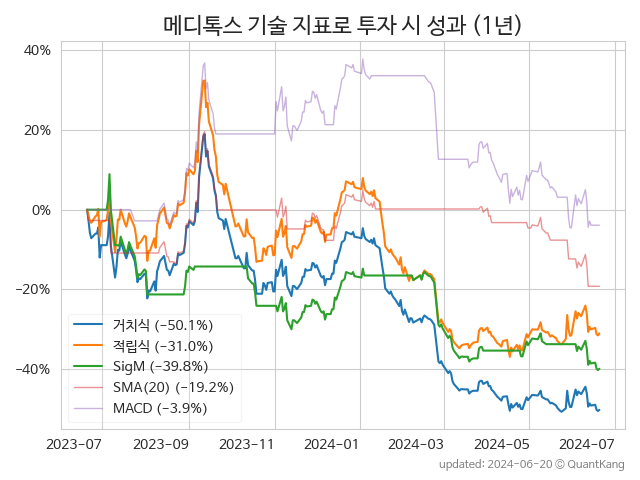 메디톡스 기술 지표로 투자 시 성과 (1년)
40%
20%
0%
−20%
−40%
거치식 (−50.1%)
적립식 (−31.0%)
SigM (−39.8%)
SMA(20) (−19.2%)
MACD (−3.9%)
2023−07 2023−09 2023−11 2024−01 2024−03 2024−05 2024−07
updated: 2024−06−20 © QuantKang